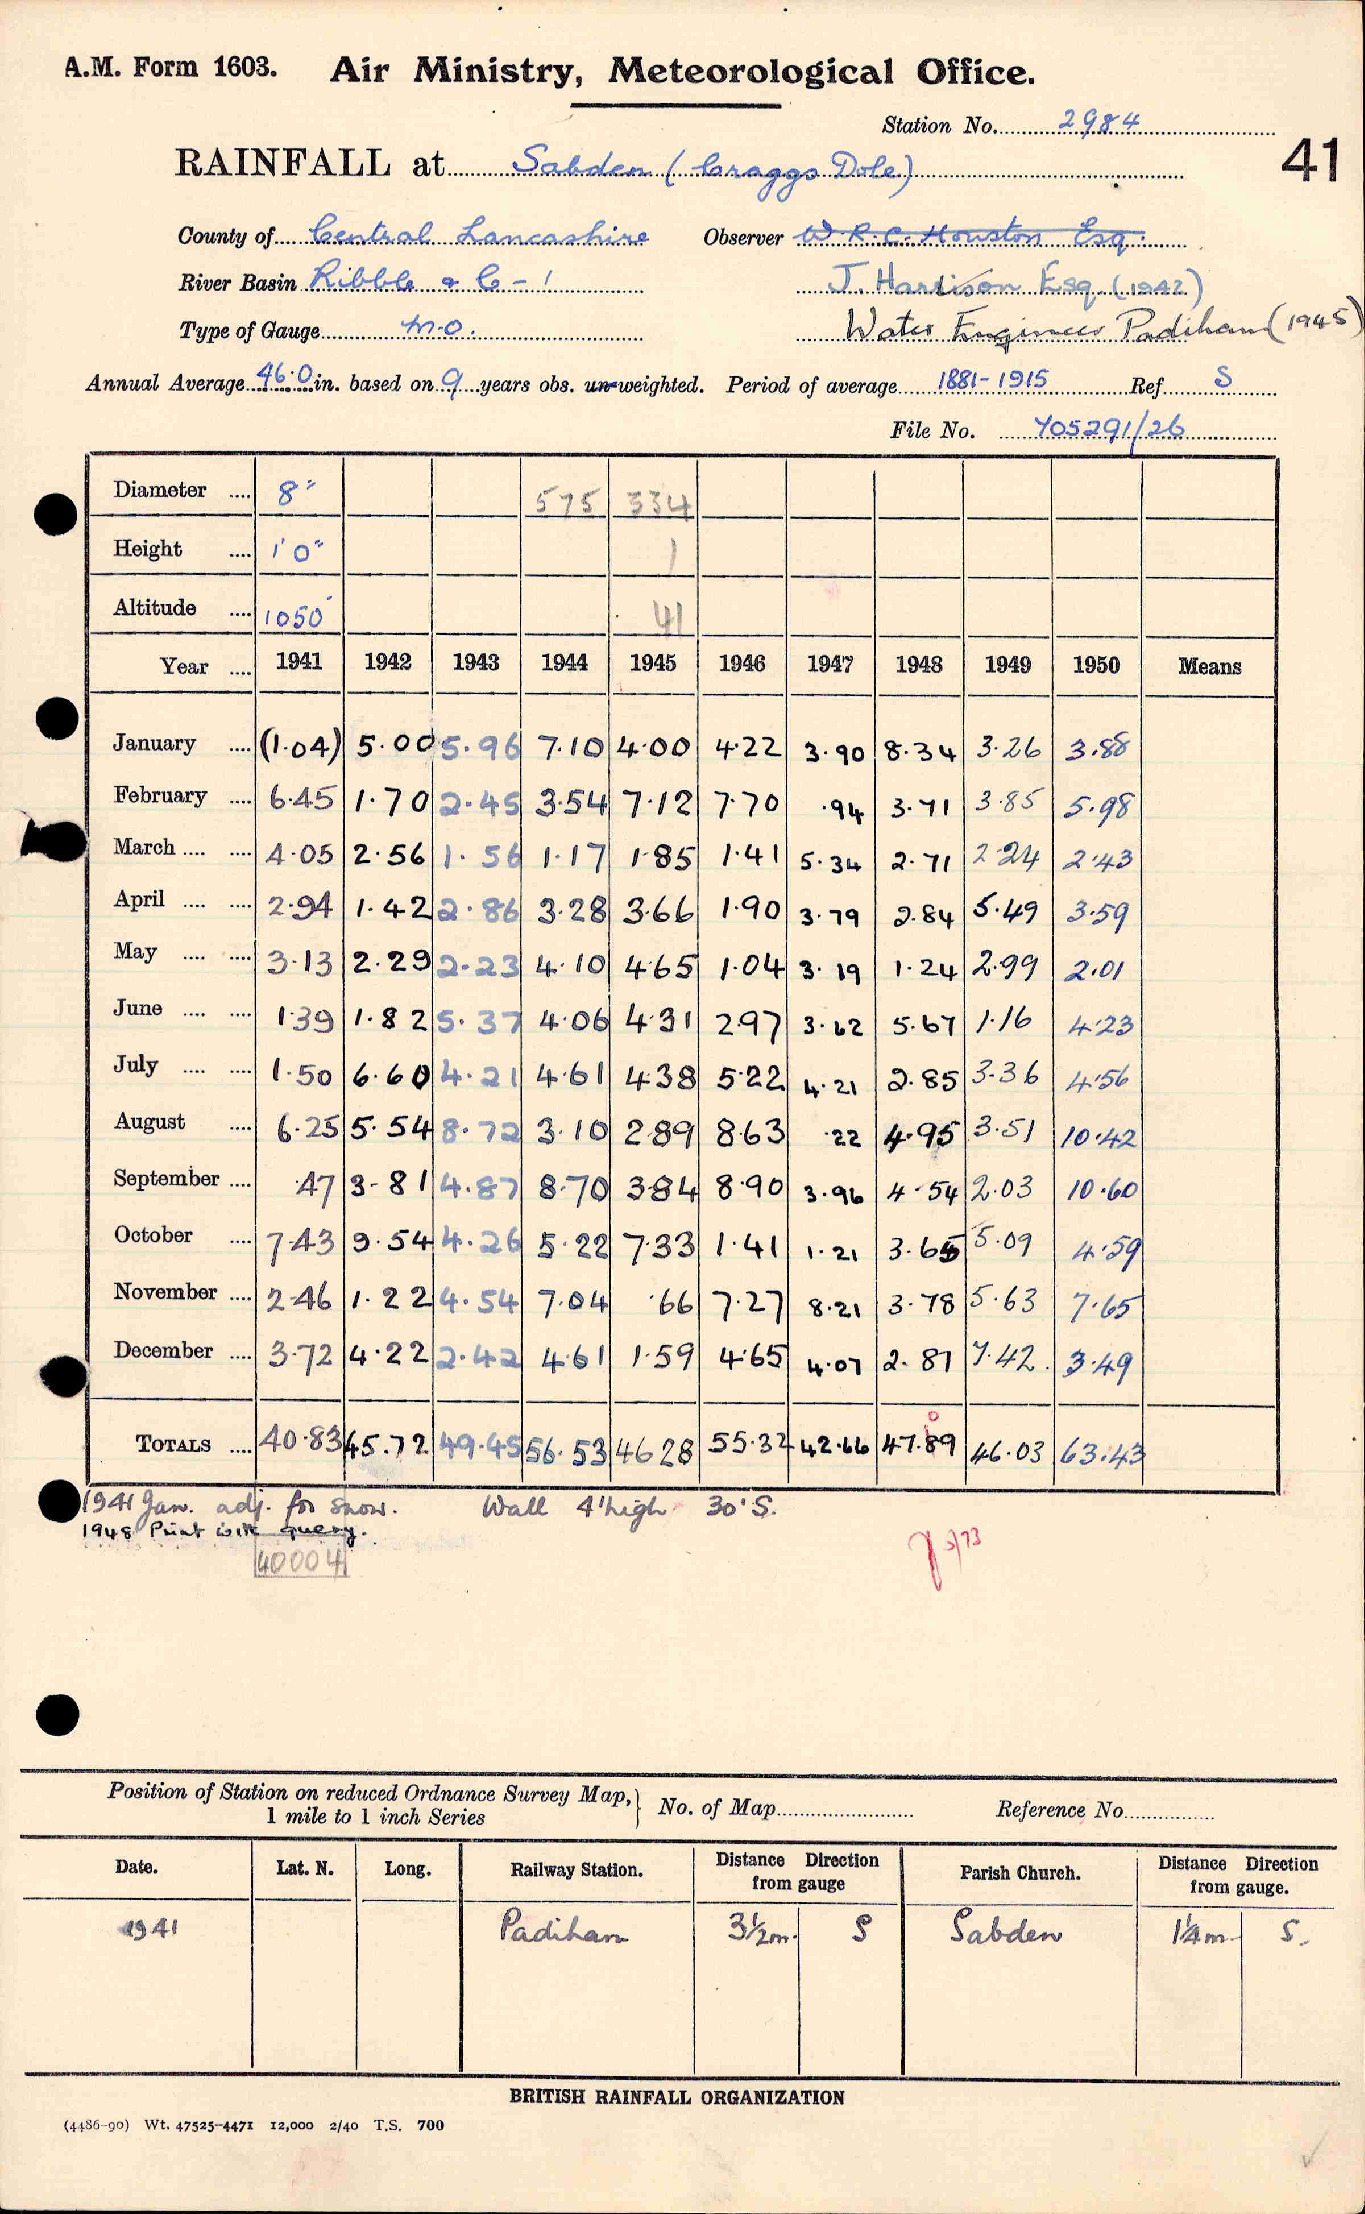 A.M. Form 1603. Air Ministry, Meteorological Office.
Station No. 2984
41
RAINFALL at Sabden (Craggs Dole)
County of Central Lancashire Observer W.R.C. Houston Esq.
River Basin Ribble & C - 1 J. Harrison Esq. (1942)
Type of Gauge M.O. Water Engineer Padiham (1945)
Annual Average 46.0 in. based on 9 years obs. un-weighted. Period of average 1881-1915 Ref. S
File No. 405291/26
Diameter .... 8" 575 334
Height .... 1'0" 1
Altitude .... 1050' 41
Year .... 1941 1942 1943 1944 1945 1946 1947 1948 1949 1950 Means
January .... (1.04) 5.00 5.96 7.10 4.00 4.22 3.90 8.34 3.26 3.88
February .... 6.45 1.70 2.45 3.54 7.12 7.70 .94 3.71 3.85 5.98
March .... .... 4.05 2.56 1.56 1.17 1.85 1.41 5.34 2.71 2.24 2.43
April .... .... 2.94 1.42 2.86 3.28 3.66 1.90 3.79 2.84 5.49 3.59
May .... .... 3.13 2.29 2.23 4.10 4.65 1.04 3.19 1.24 2.99 2.01
June .... .... 1.39 1.82 5.37 4.06 4.31 2.97 3.62 5.67 1.16 4.23
July .... .... 1.50 6.60 4.21 4.61 4.38 5.22 4.21 2.85 3.36 4.56
August .... 6.25 5.54 8.72 3.10 2.89 8.63 .22 4.95 3.51 10.42
September .... .47 3.81 4.87 8.70 3.84 8.90 3.96 4.54 2.03 10.60
October .... 7.43 9.54 4.26 5.22 7.33 1.41 1.21 3.65 5.09 4.59
November .... 2.46 1.22 4.54 7.04 .66 7.27 8.21 3.78 5.63 7.65
December .... 3.72 4.22 2.42 4.61 1.59 4.65 4.07 2.87 7.42 3.49
TOTALS .... 40.83 45.72 49.45 56.53 46.28 55.32 42.66 47.89 46.03 63.43
1941 Jan. adj. for snow. Wall 4' high 30' S.
1948 Print with query.
40004
5/73
Position of Station on reduced Ordnance Survey Map, No. of Map Reference No.
1 mile to 1 inch Series
Date. Lat. N. Long. Railway Station. Distance Direction from gauge Parish Church. Distance Direction from gauge.
1941 Padiham 3½m. S Sabden 1¼m. S.
BRITISH RAINFALL ORGANIZATION
(4486-90) Wt. 47525-4471 12,000 2/40 T.S. 700